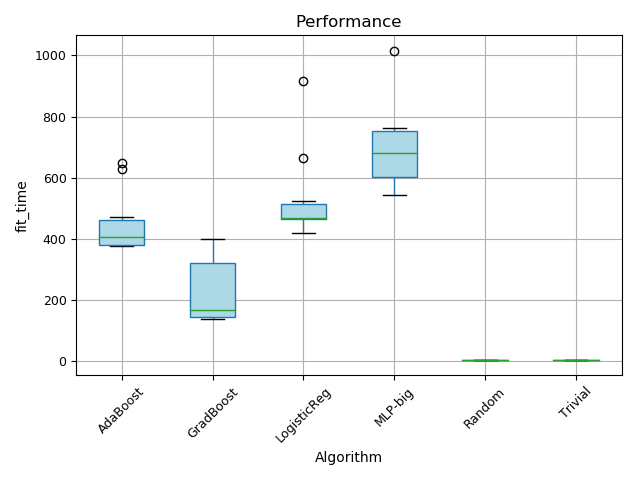 Performance
fit_time
1000
800
600
400
200
0
AdaBoost
GradBoost
LogisticReg
MLP-big
Random
Trivial
Algorithm